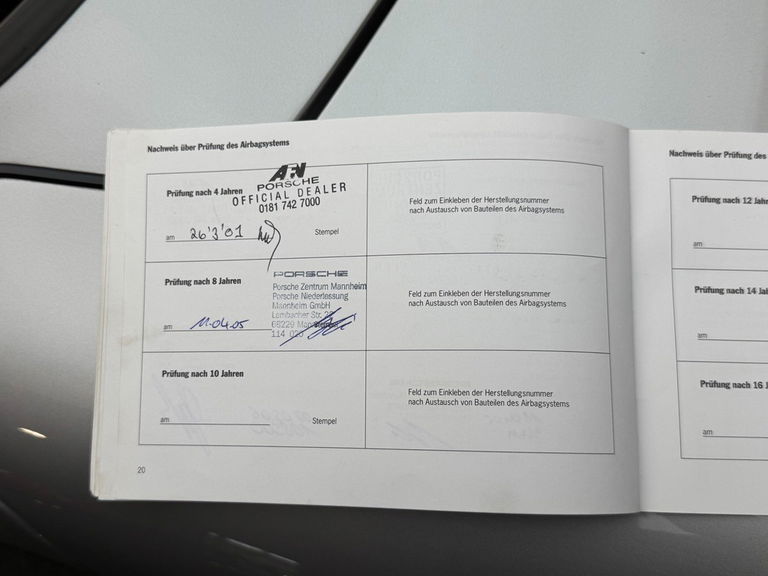 Nachweis über Prüfung des Airbagsystems
Prüfung nach 4 Jahren
AFN
PORSCHE
OFFICIAL DEALER
0181 742 7000
am 26'3'01
Stempel
Feld zum Einkleben der Herstellungsnummer
nach Austausch von Bauteilen des Airbagsystems
Prüfung nach 8 Jahren
PORSCHE
Porsche Zentrum Mannheim
Porsche Niederlassung
Mannheim GmbH
Str.
am 11.04.05
68229
114
Feld zum Einkleben der Herstellungsnummer
nach Austausch von Bauteilen des Airbagsystems
Prüfung nach 10 Jahren
am
Stempel
Feld zum Einkleben der Herstellungsnummer
nach Austausch von Bauteilen des Airbagsystems
20
Nachweis über Prüfung des
Prüfung nach 12
am
Prüfung nach 14
am
Prüfung nach 16
am